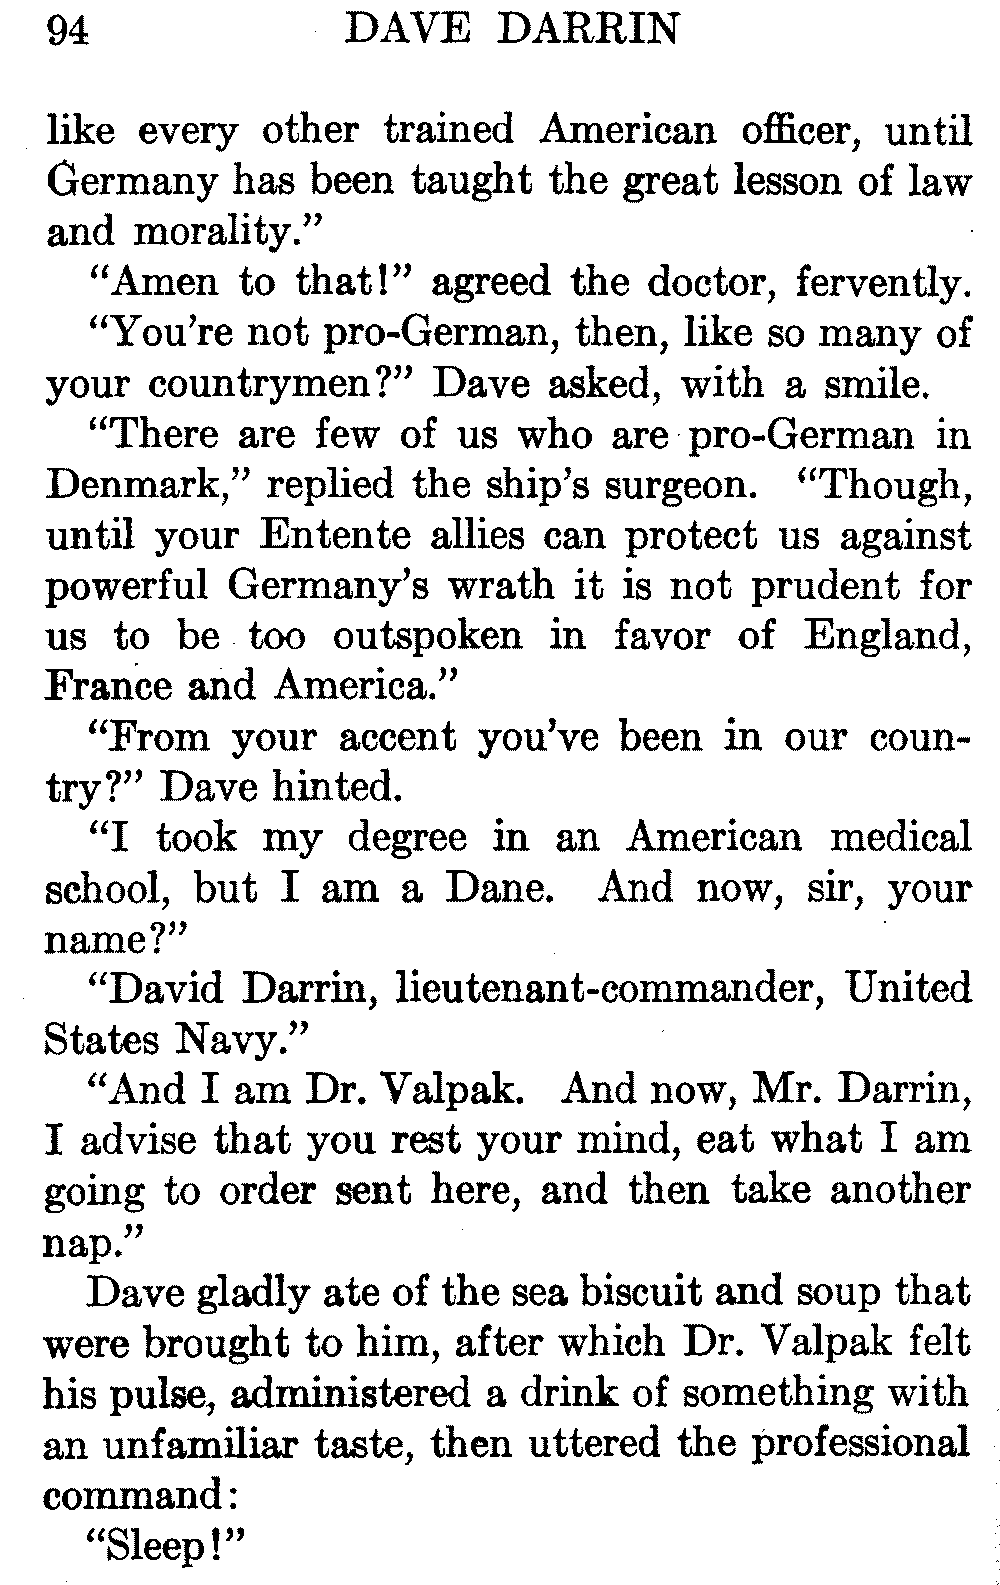 94 DAVE DARRIN
like every other trained American officer, until
Germany has been taught the great lesson of law
and morality.”
“Amen to that!” agreed the doctor, fervently.
“You're not pro-German, then, like so many of
your countrymen?” Dave asked, with a smile.
“There are few of us who are pro-German in
Denmark,” replied the ship's surgeon. “Though,
until your Entente allies can protect us against
powerful Germany's wrath it is not prudent for
us to be too outspoken in favor of England,
France and America.”
“From your accent you've been in our coun-
try?” Dave hinted.
“I took my degree in an American medical
school, but I am a Dane. And now, sir, your
name?”
“David Darrin, lieutenant-commander, United
States Navy.”
“And I am Dr. Valpak. And now, Mr. Darrin,
I advise that you rest your mind, eat what I am
going to order sent here, and then take another
nap.”
Dave gladly ate of the sea biscuit and soup that
were brought to him, after which Dr. Valpak felt
his pulse, administered a drink of something with
an unfamiliar taste, then uttered the professional
command:
“Sleep!”